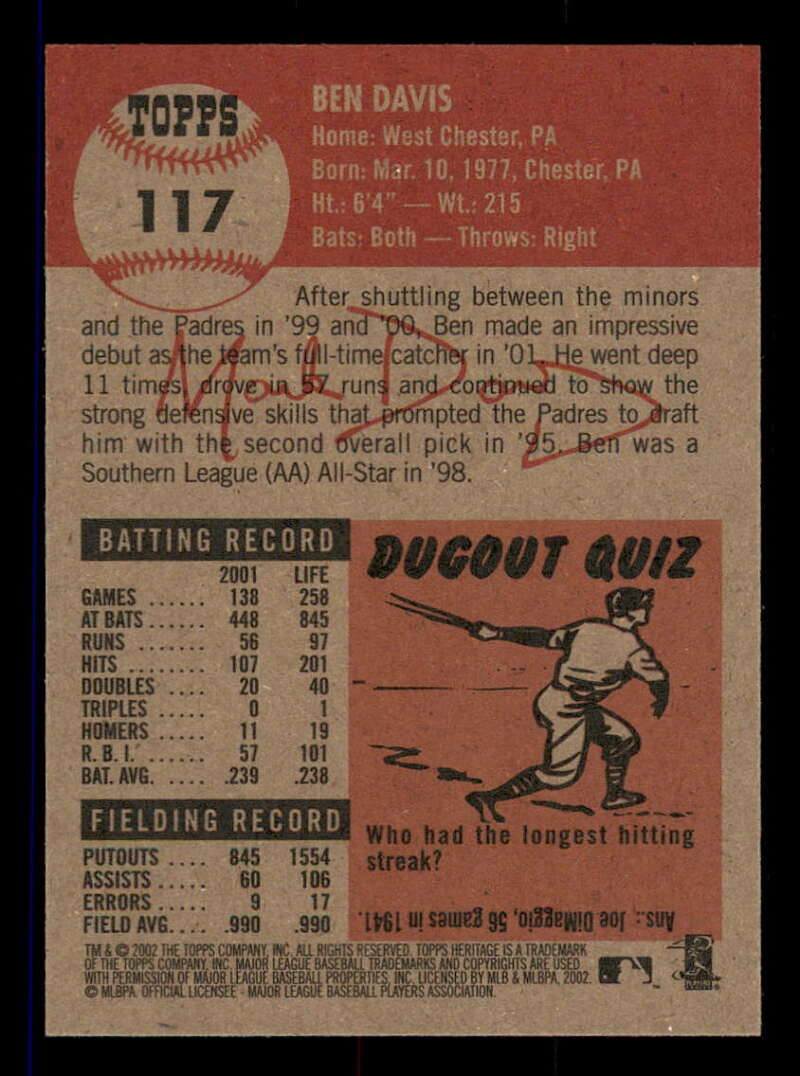 TOPPS
117
BEN DAVIS
Home: West Chester, PA
Born: Mar. 10, 1977, Chester, PA
Ht.: 6'4" — Wt.: 215
Bats: Both — Throws: Right
After shuttling between the minors
and the Padres in '99 and '00, Ben made an impressive
debut as the team's full-time catcher in '01. He went deep
11 times, drove in 57 runs and continued to show the
strong defensive skills that prompted the Padres to draft
him with the second overall pick in '95. Ben was a
Southern League (AA) All-Star in '98.
BATTING RECORD
2001 LIFE
GAMES ...... 138 258
AT BATS ...... 448 845
RUNS ....... 56 97
HITS ........ 107 201
DOUBLES .... 20 40
TRIPLES ..... 0 1
HOMERS ..... 11 19
R.B.I. ...... 57 101
BAT. AVG. .... .239 .238
FIELDING RECORD
PUTOUTS .... 845 1554
ASSISTS ..... 60 106
ERRORS ..... 9 17
FIELD AVG. ... .990 .990
DUGOUT QUIZ
Who had the longest hitting
streak?
Ans.: Joe DiMaggio, 56 games in 1941.
TM & © 2002 THE TOPPS COMPANY, INC. ALL RIGHTS RESERVED. TOPPS HERITAGE IS A TRADEMARK
OF THE TOPPS COMPANY, INC. MAJOR LEAGUE BASEBALL TRADEMARKS AND COPYRIGHTS ARE USED
WITH PERMISSION OF MAJOR LEAGUE BASEBALL PROPERTIES, INC. LICENSED BY MLB & MLBPA, 2002.
© MLBPA. OFFICIAL LICENSEE - MAJOR LEAGUE BASEBALL PLAYERS ASSOCIATION.